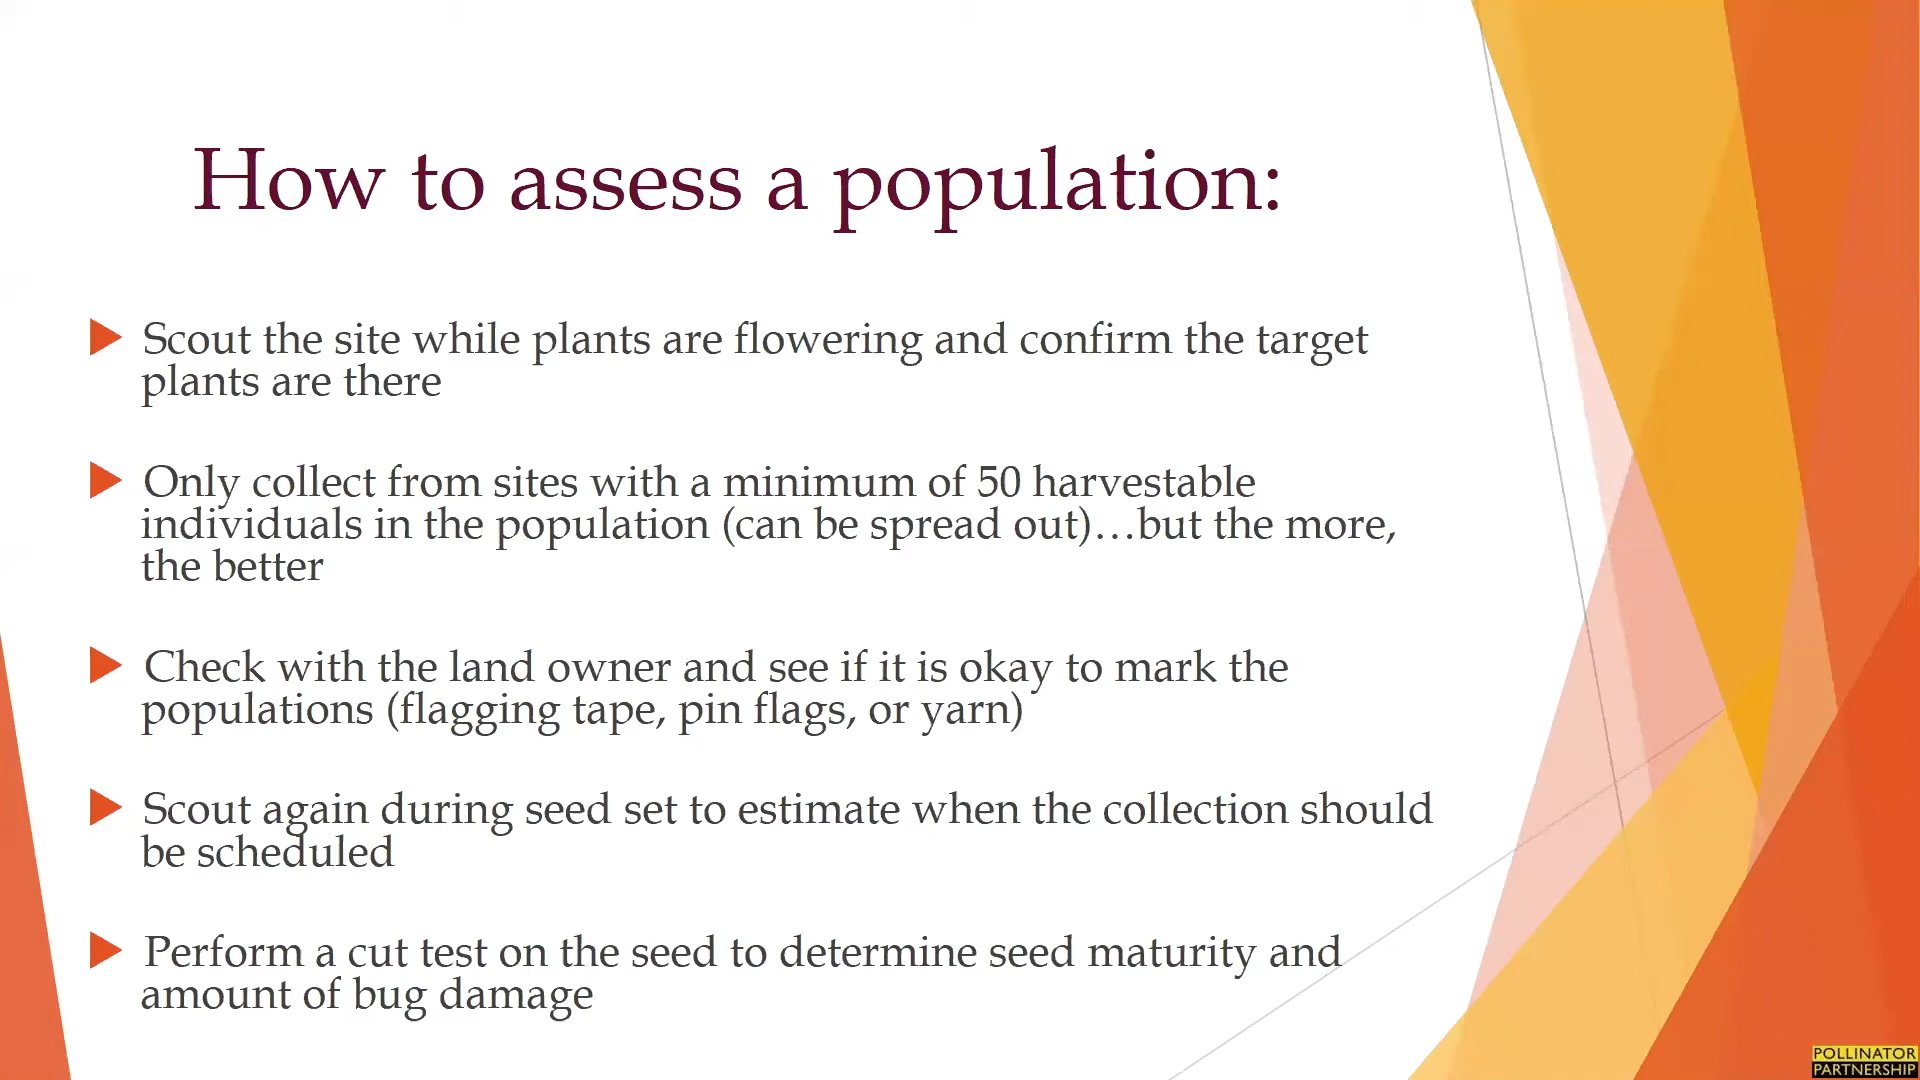 How to assess a population:
Scout the site while plants are flowering and confirm the target
plants are there
Only collect from sites with a minimum of 50 harvestable
individuals in the population (can be spread out)…but the more,
the better
Check with the land owner and see if it is okay to mark the
populations (flagging tape, pin flags, or yarn)
Scout again during seed set to estimate when the collection should
be scheduled
Perform a cut test on the seed to determine seed maturity and
amount of bug damage
POLLINATOR
PARTNERSHIP